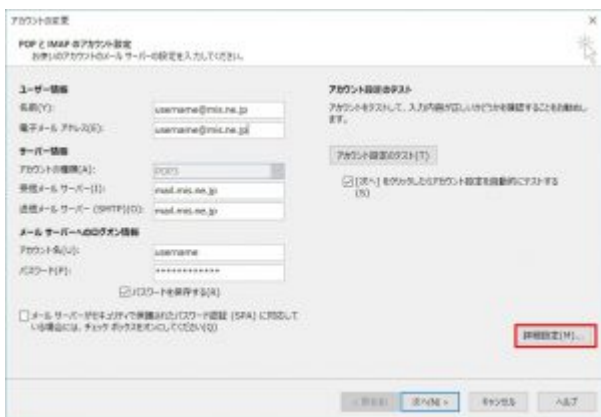 アカウントの変更
POP と IMAP のアカウント設定
お使いのアカウントのメール サーバーの設定を入力してください。
ユーザー情報
名前(Y):
username@mis.ne.jp
電子メール アドレス(E):
username@mis.ne.jp
サーバー情報
アカウントの種類(A):
POP3
受信メール サーバー(I):
mail.mis.ne.jp
送信メール サーバー (SMTP)(O):
mail.mis.ne.jp
メール サーバーへのログオン情報
アカウント名(U):
username
パスワード(P):
************
パスワードを保存する(R)
メール サーバーがセキュリティで保護されたパスワード認証 (SPA) に対応して
いる場合には、チェック ボックスをオンにしてください(Q)
アカウント設定のテスト
アカウントをテストして、入力内容が正しいかどうかを確認することをお勧めし
ます。
アカウント設定のテスト(T)
[次へ] をクリックしたらアカウント設定を自動的にテストする
(S)
詳細設定(M)...
< 戻る(B)
次へ(N) >
キャンセル
ヘルプ